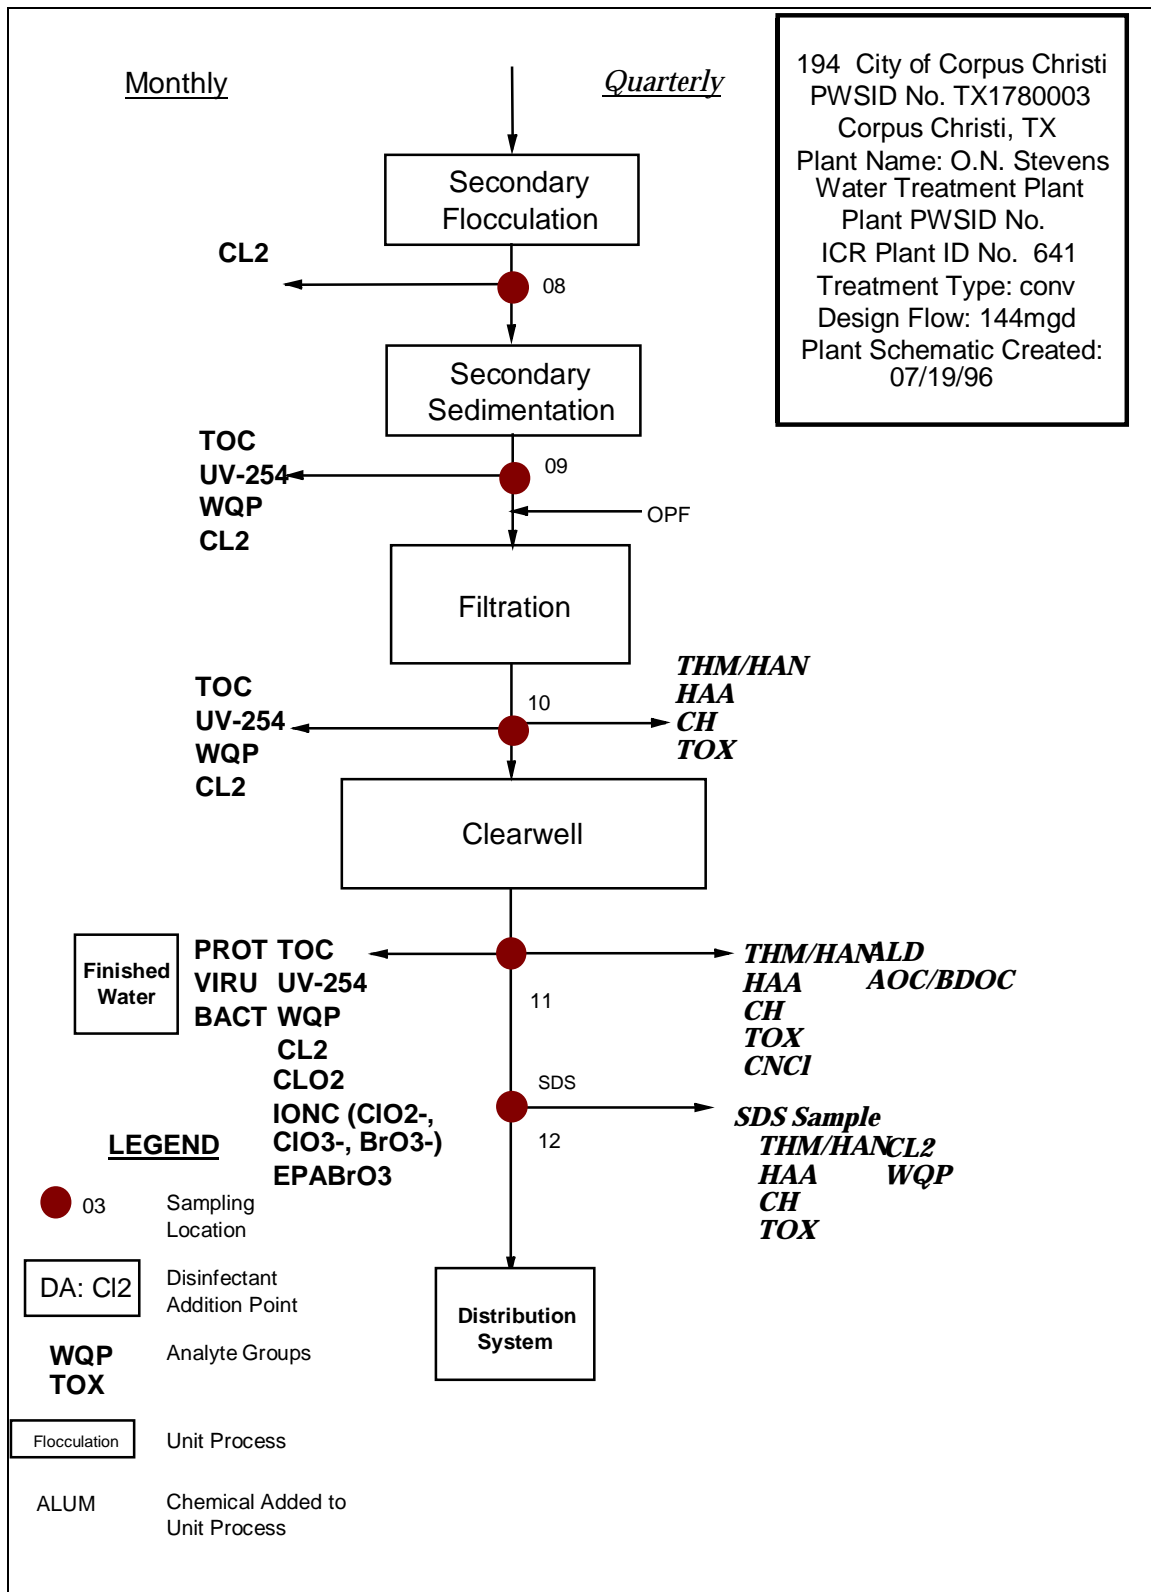 Monthly
Quarterly
194 City of Corpus Christi
PWSID No. TX1780003
Corpus Christi, TX
Plant Name: O.N. Stevens
Water Treatment Plant
Plant PWSID No.
ICR Plant ID No. 641
Treatment Type: conv
Design Flow: 144mgd
Plant Schematic Created:
07/19/96
Secondary
Flocculation
CL2
08
Secondary
Sedimentation
TOC
UV-254
WQP
CL2
09
OPF
Filtration
TOC
UV-254
WQP
CL2
10
THM/HAN
HAA
CH
TOX
Clearwell
Finished
Water
PROT TOC
VIRU UV-254
BACT WQP
CL2
CLO2
IONC (ClO2-,
ClO3-, BrO3-)
EPABrO3
11
THM/HAN ALD
HAA AOC/BDOC
CH
TOX
CNCl
SDS
12
SDS Sample
THM/HAN CL2
HAA WQP
CH
TOX
Distribution
System
LEGEND
03 Sampling
Location
DA: Cl2 Disinfectant
Addition Point
WQP Analyte Groups
TOX
Flocculation Unit Process
ALUM Chemical Added to
Unit Process